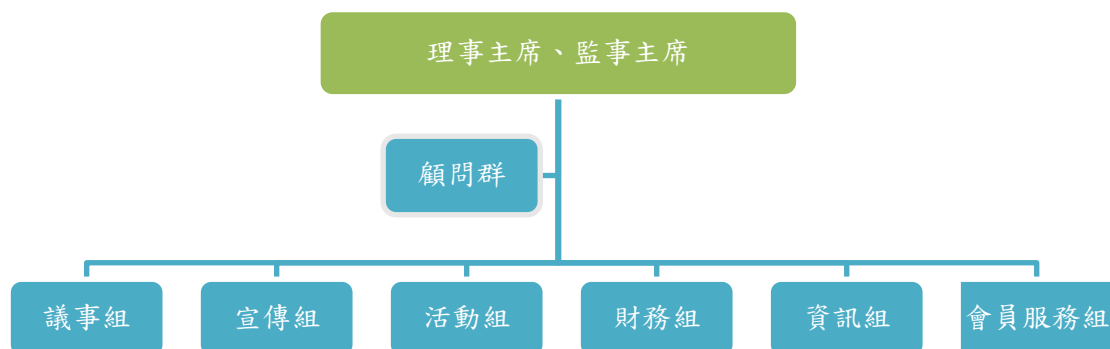 理事主席、監事主席
顧問群
議事組
宣傳組
活動組
財務組
資訊組
會員服務組